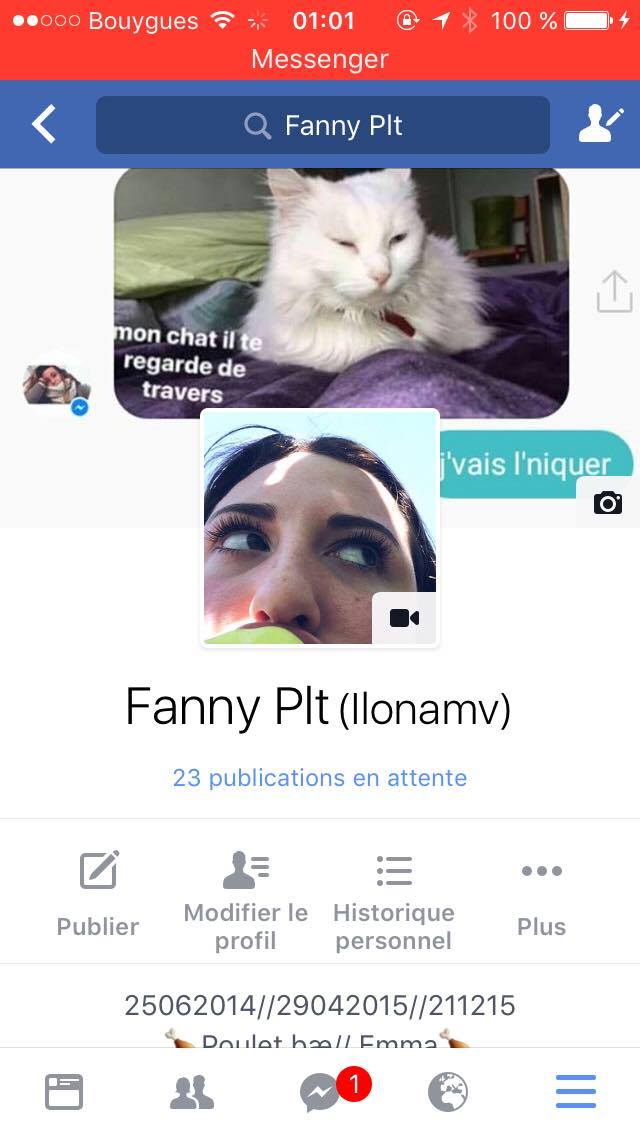 Bouygues 01:01 100 %
Messenger
Fanny Plt
mon chat il te
regarde de
travers
j'vais l'niquer
Fanny Plt (Ilonamv)
23 publications en attente
Publier
Modifier le
profil
Historique
personnel
Plus
25062014//29042015//211215
🍗Poulet bæ// Emma🍗
1